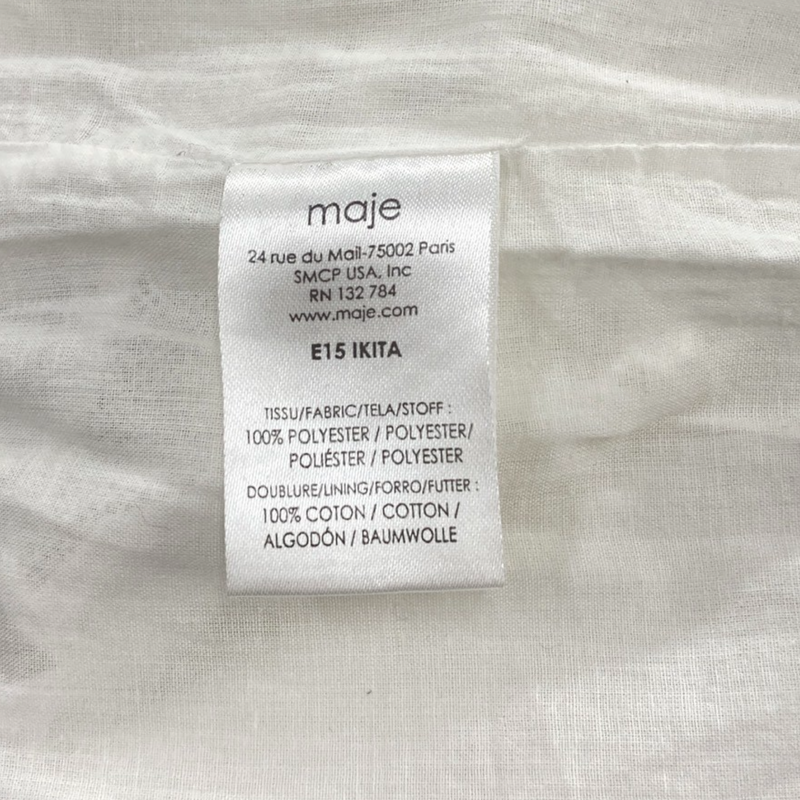 maje
24 rue du Mail-75002 Paris
SMCP USA, Inc
RN 132 784
www.maje.com
E15 IKITA
TISSU/FABRIC/TELA/STOFF :
100% POLYESTER / POLYESTER/
POLIÉSTER / POLYESTER
DOUBLURE/LINING/FORRO/FUTTER :
100% COTON / COTTON /
ALGODÓN / BAUMWOLLE